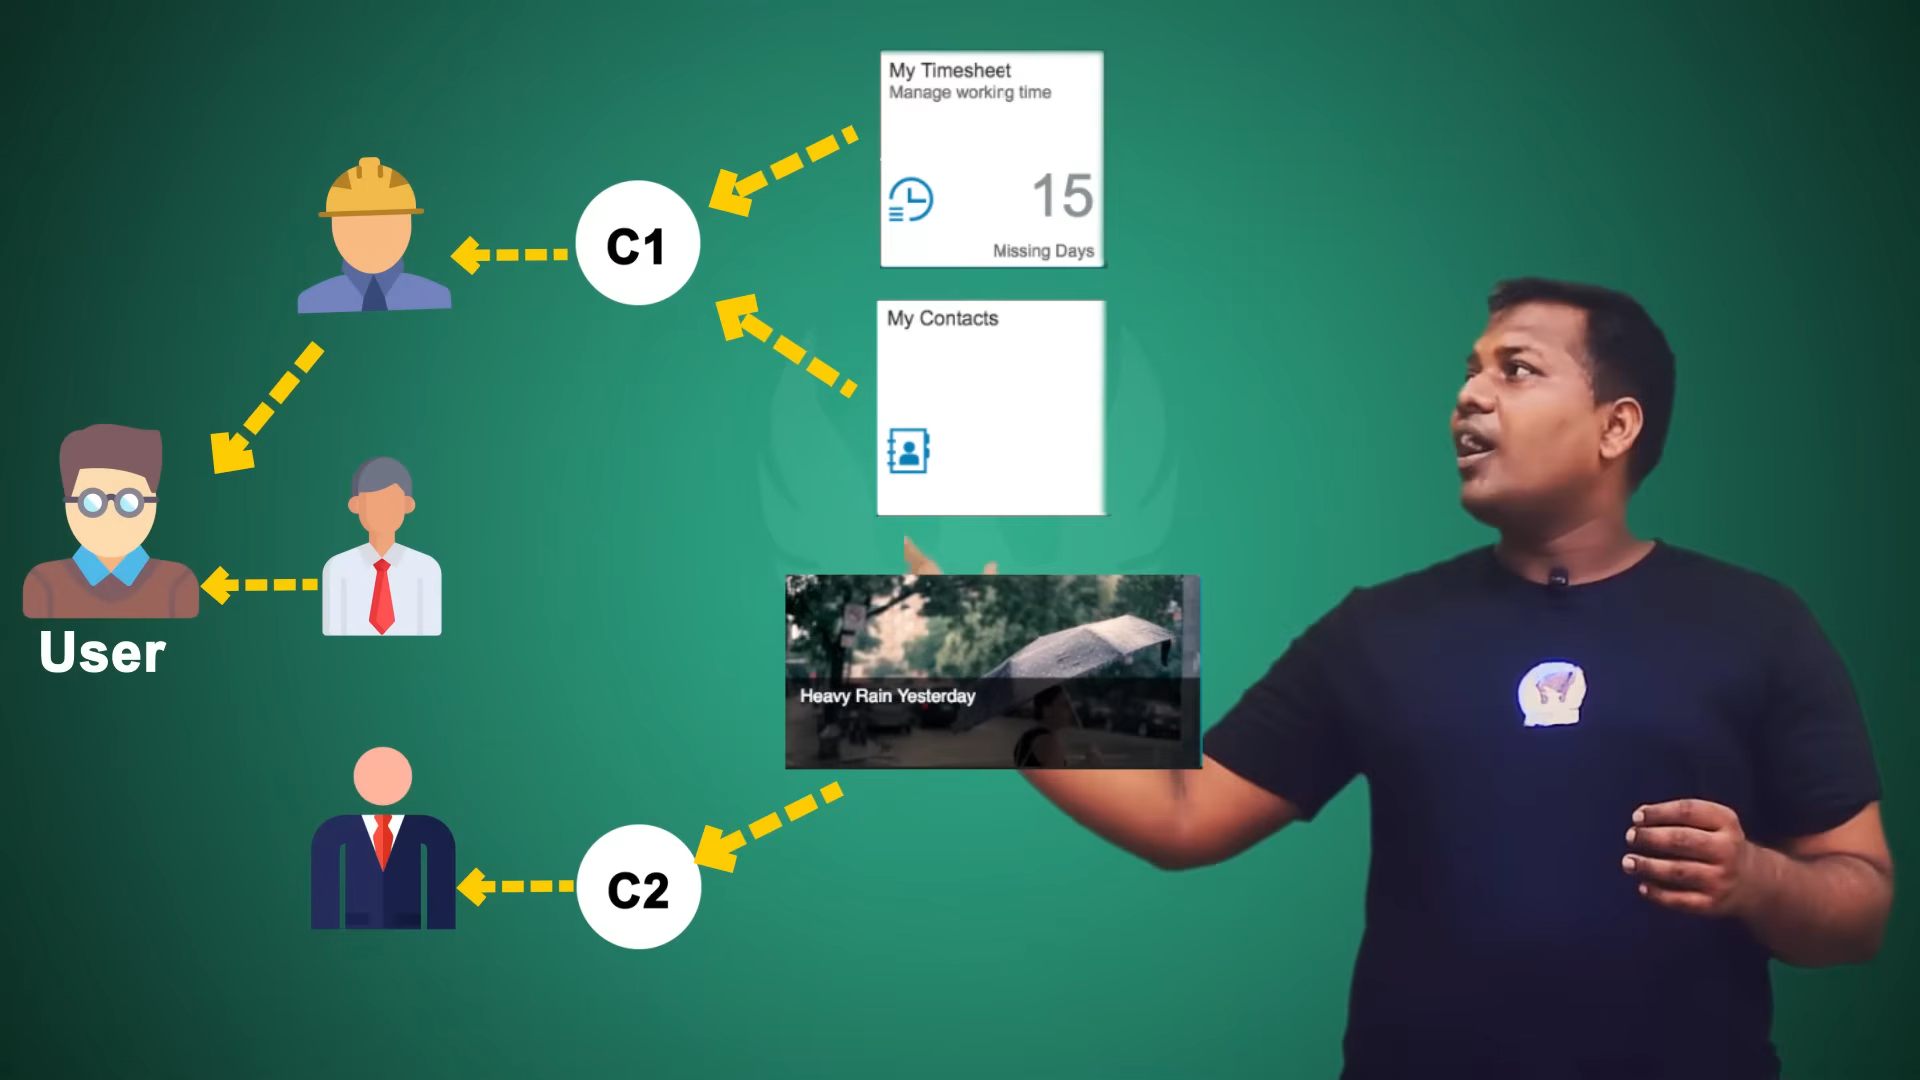 My Timesheet
Manage working time
15
Missing Days
C1
My Contacts
User
Heavy Rain Yesterday
C2